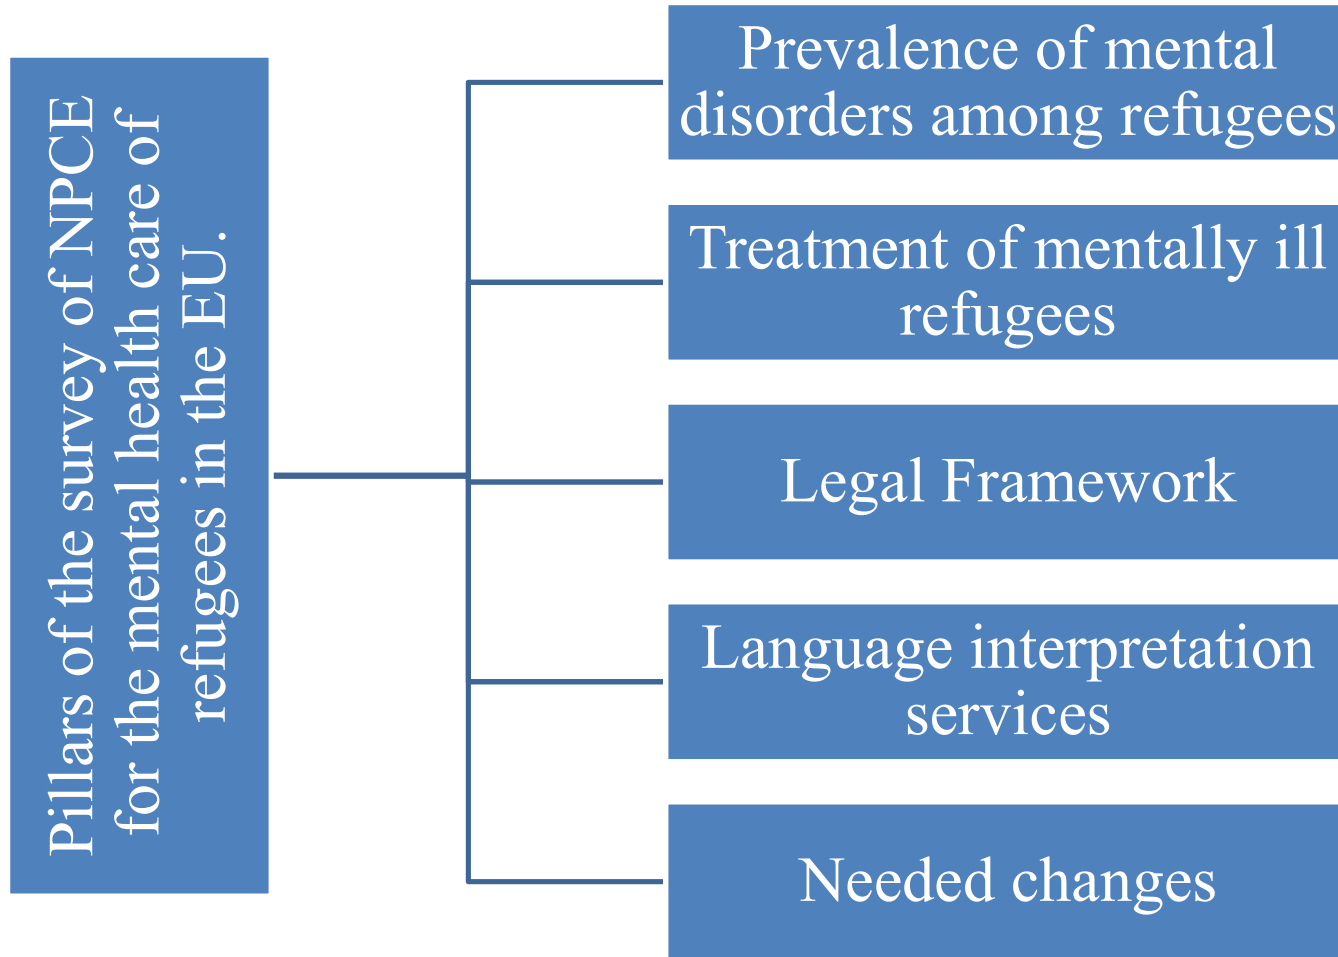 Pillars of the survey of NPCE
for the mental health care of
refugees in the EU.
Prevalence of mental
disorders among refugees
Treatment of mentally ill
refugees
Legal Framework
Language interpretation
services
Needed changes